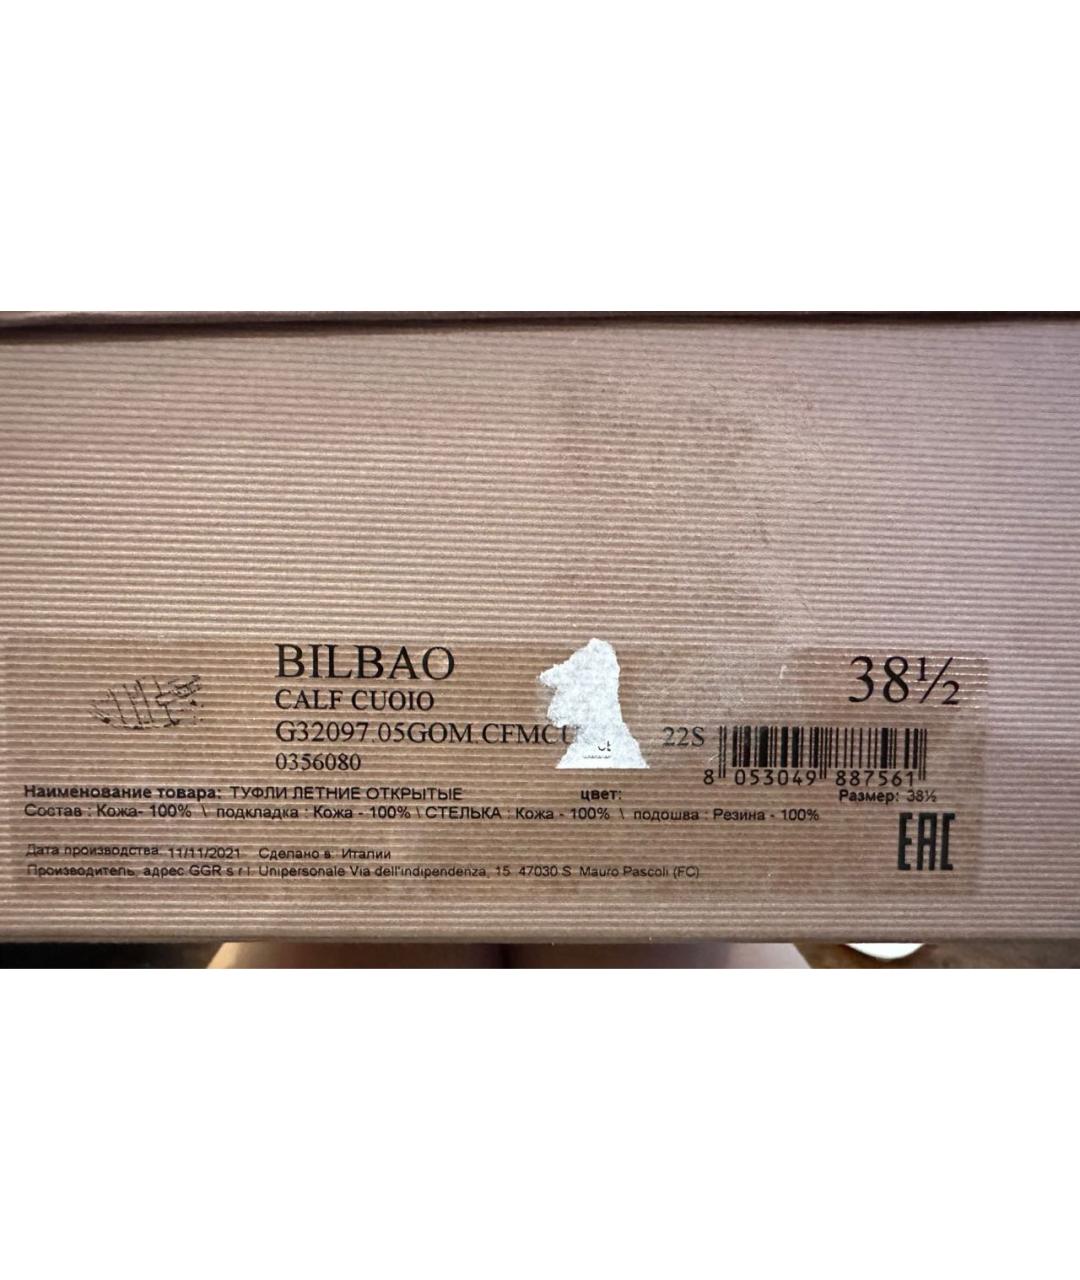 BILBAO
38½
CALF CUOIO
G32097.05GOM.CFMCU
22S
0356080
8 053049 887561
Наименование товара: ТУФЛИ ЛЕТНИЕ ОТКРЫТЫЕ цвет: Размер: 38½
Состав : Кожа- 100% \ подкладка : Кожа - 100% \ СТЕЛЬКА : Кожа - 100% \ подошва : Резина - 100%
EAC
Дата производства: 11/11/2021 Сделано в: Италии
Производитель, адрес GGR s r l Unipersonale Via dell'indipendenza, 15 47030 S Mauro Pascoli (FC)